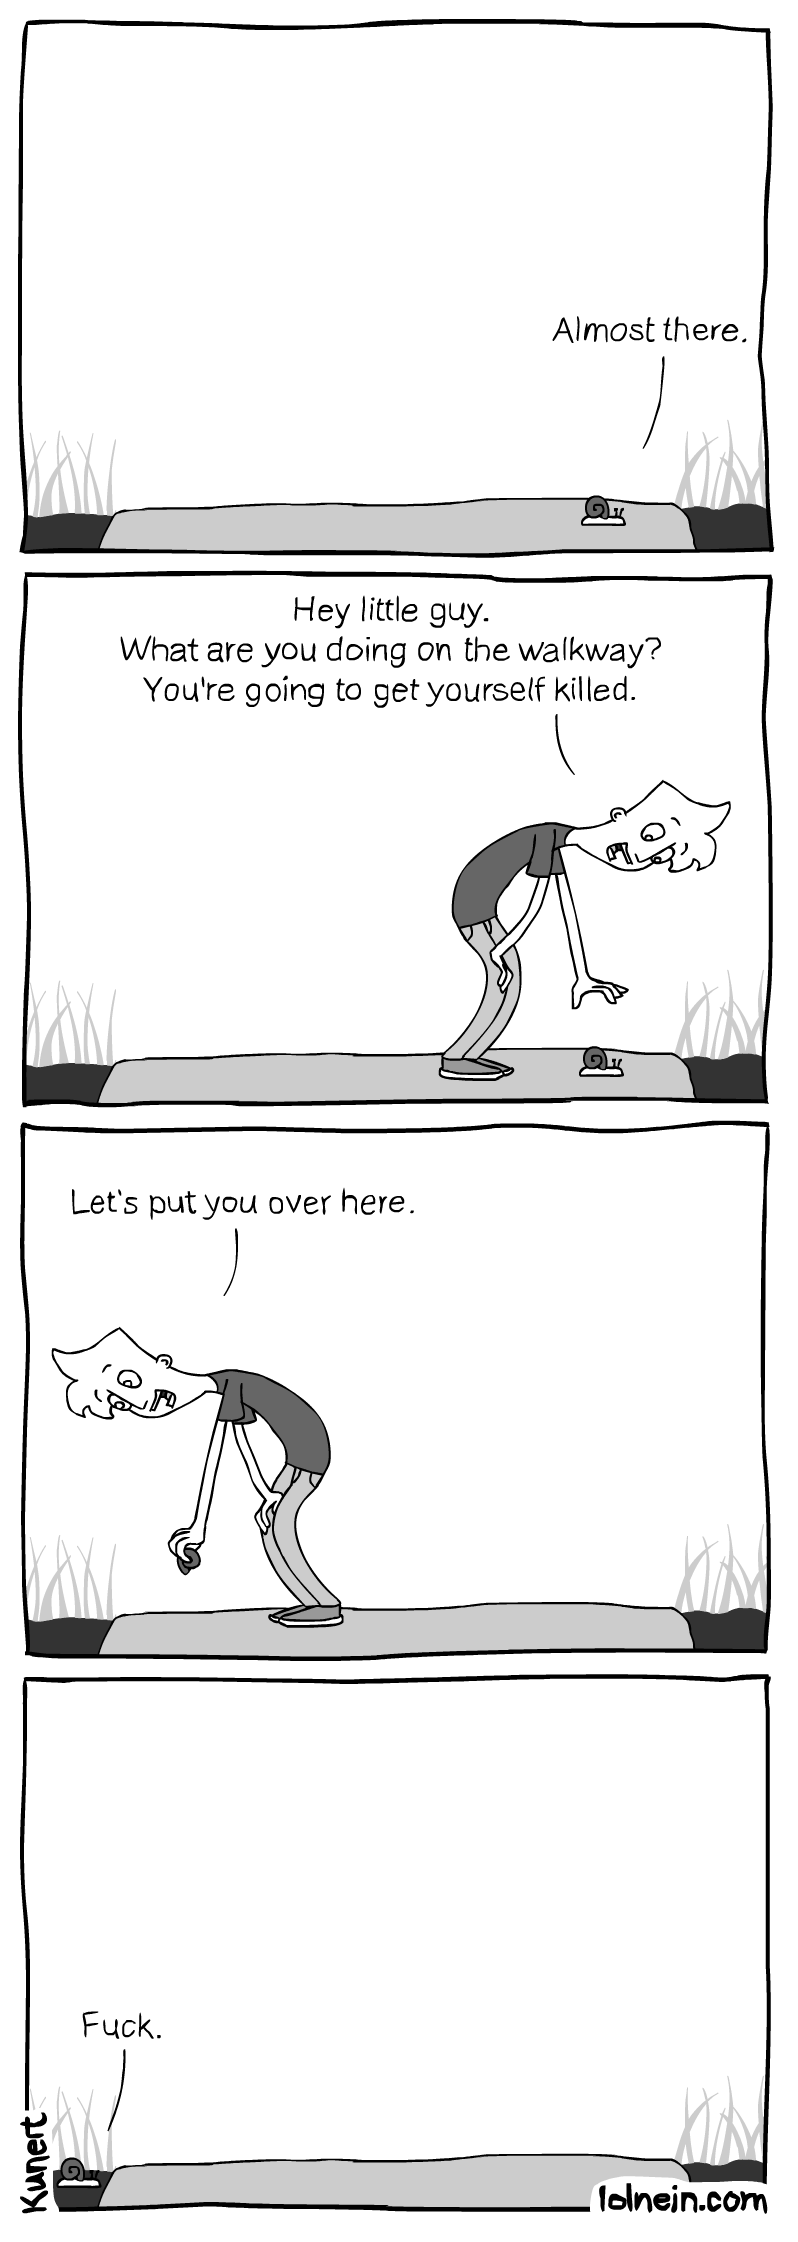 Almost there.
Hey little guy.
What are you doing on the walkway?
You're going to get yourself killed.
Let's put you over here.
Fuck.
Kunert
lolnein.com